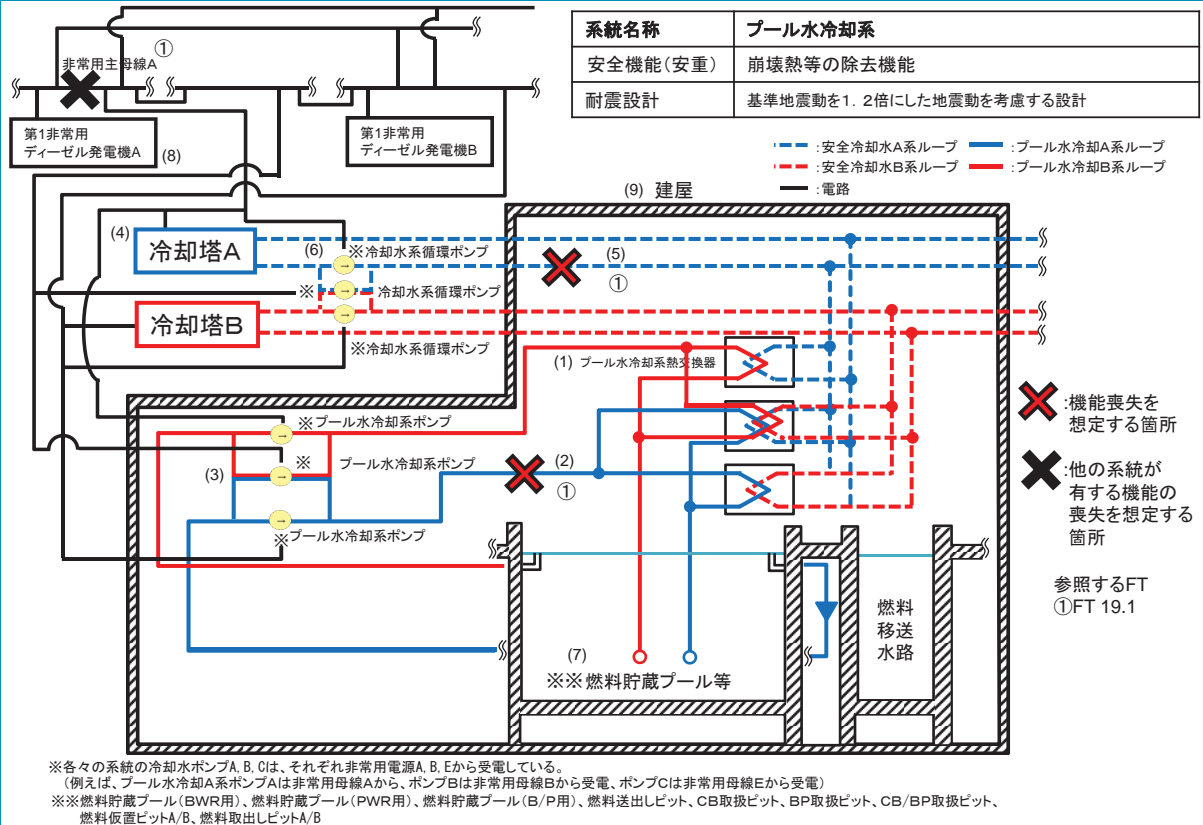 系統名称
プール水冷却系
安全機能(安重)
崩壊熱等の除去機能
耐震設計
基準地震動を1．2倍にした地震動を考慮する設計
①
非常用主母線A
第1非常用
ディーゼル発電機A
(8)
第1非常用
ディーゼル発電機B
:安全冷却水A系ループ
:プール水冷却A系ループ
:安全冷却水B系ループ
:プール水冷却B系ループ
:電路
(9) 建屋
(4)
冷却塔A
(6)
※冷却水系循環ポンプ
→
(5)
①
※
→
冷却水系循環ポンプ
冷却塔B
→
※冷却水系循環ポンプ
(1) プール水冷却系熱交換器
※プール水冷却系ポンプ
→
※
プール水冷却系ポンプ
(3)
→
(2)
①
→
※プール水冷却系ポンプ
:機能喪失を
想定する箇所
:他の系統が
有する機能の
喪失を想定する
箇所
参照するFT
①FT 19.1
燃料
移送
水路
(7)
※※燃料貯蔵プール等
※各々の系統の冷却水ポンプA, B, Cは、それぞれ非常用電源A, B, Eから受電している。
(例えば、プール水冷却A系ポンプAは非常用母線Aから、ポンプBは非常用母線Bから受電、ポンプCは非常用母線Eから受電)
※※燃料貯蔵プール(BWR用)、燃料貯蔵プール(PWR用)、燃料貯蔵プール(B/P用)、燃料送出しピット、CB取扱ピット、BP取扱ピット、CB/BP取扱ピット、
燃料仮置ピットA/B、燃料取出しピットA/B